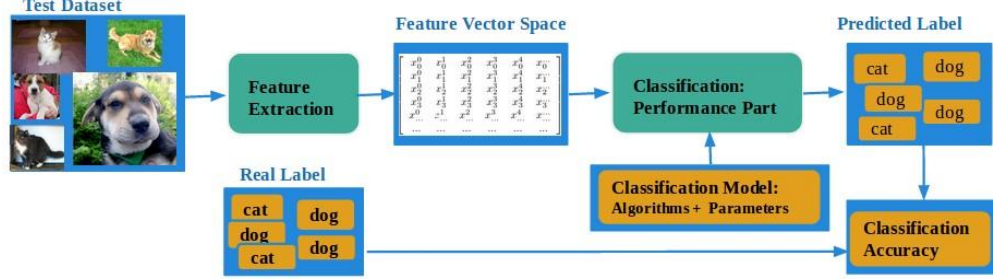 Test Dataset
Feature Vector Space
Predicted Label
Feature
Extraction
Classification:
Performance Part
cat
dog
dog
dog
cat
Real Label
cat
dog
dog
dog
cat
Classification Model:
Algorithms + Parameters
Classification
Accuracy